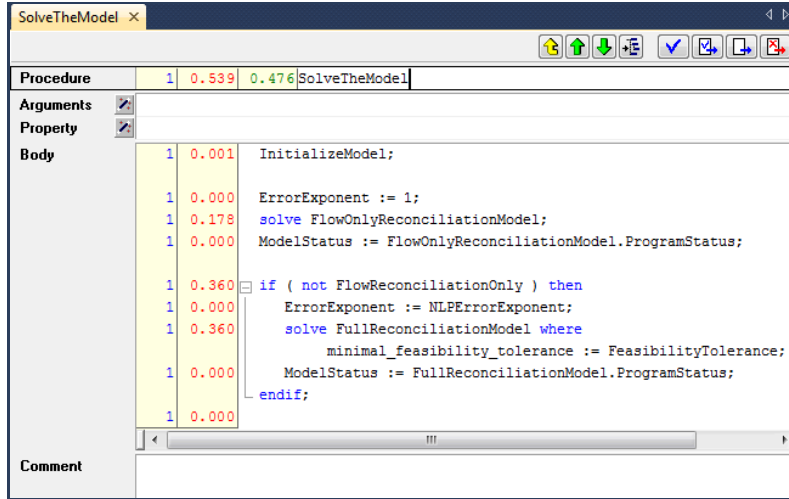 SolveTheModel ×
Procedure 1 0.539 0.476 SolveTheModel
Arguments
Property
Body 1 0.001 InitializeModel;
1 0.000 ErrorExponent := 1;
1 0.178 solve FlowOnlyReconciliationModel;
1 0.000 ModelStatus := FlowOnlyReconciliationModel.ProgramStatus;
1 0.360 if ( not FlowReconciliationOnly ) then
1 0.000 ErrorExponent := NLPErrorExponent;
1 0.360 solve FullReconciliationModel where
minimal_feasibility_tolerance := FeasibilityTolerance;
1 0.000 ModelStatus := FullReconciliationModel.ProgramStatus;
endif;
1 0.000
Comment